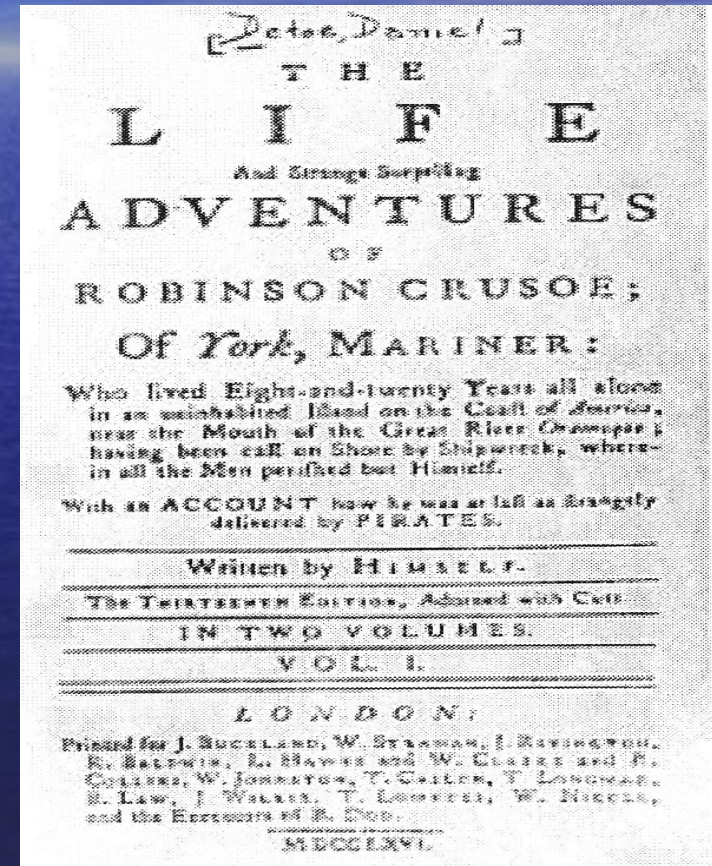 [Defoe, Daniel]
THE
LIFE
And Strange Surprising
ADVENTURES
OF
ROBINSON CRUSOE;
Of York, MARINER:
Who lived Eight-and-twenty Years all alone
in an uninhabited Island on the Coast of America,
near the Mouth of the Great River Oroonoque;
having been cast on Shore by Shipwreck, where-
in all the Men perished but Himself.
With an ACCOUNT how he was at last as strangely
delivered by PIRATES.
Written by HIMSELF.
The THIRTEENTH EDITION, Adorned with Cuts.
IN TWO VOLUMES.
VOL. I.
LONDON:
Printed for J. BUCKLAND, W. STRAHAN, J. RIVINGTON,
R. BALDWIN, L. HAWES and W. CLARKE and R.
COLLINS, W. JOHNSTON, T. CASLON, T. LONGMAN,
B. LAW, J. WILKIE, T. LOWNDES, W. NICOLL,
and the Executors of B. DOD.
MDCCLXVI.